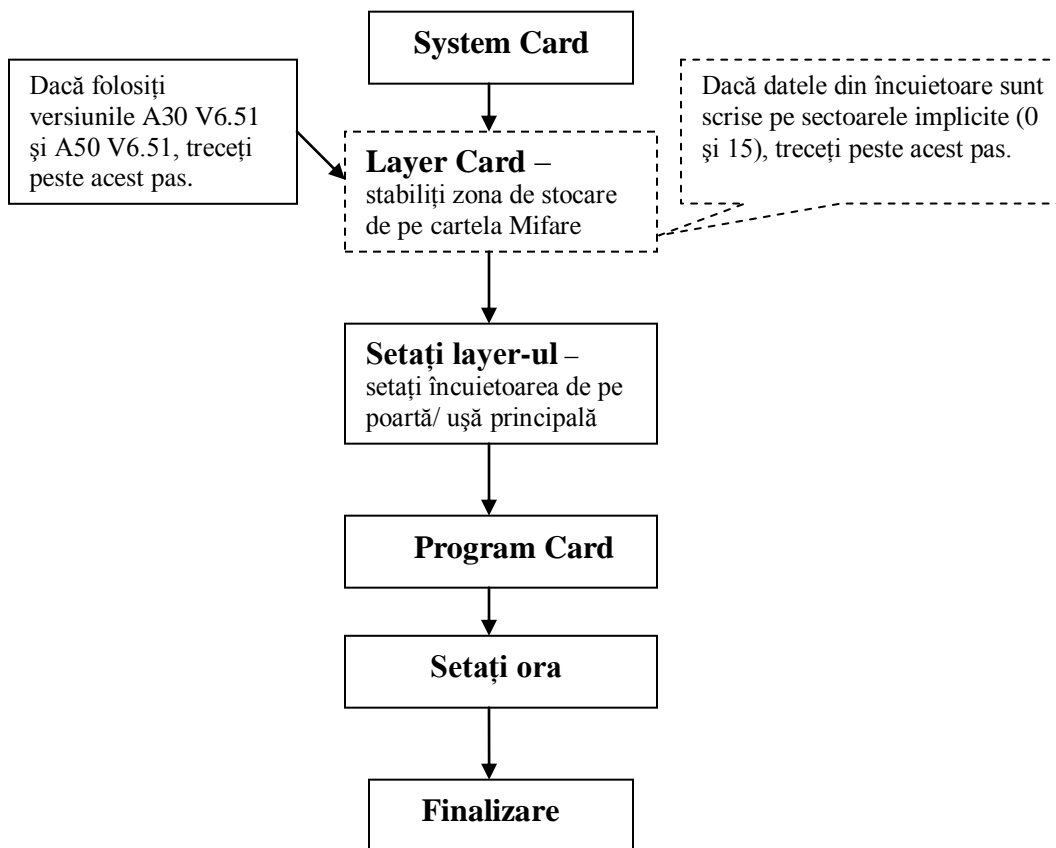 System Card
Dacă folosiți
versiunile A30 V6.51
şi A50 V6.51, treceți
peste acest pas.
Dacă datele din încuietoare sunt
scrise pe sectoarele implicite (0
şi 15), treceți peste acest pas.
Layer Card –
stabiliți zona de stocare
de pe cartela Mifare
Setați layer-ul –
setați încuietoarea de pe
poartă/ uşă principală
Program Card
Setați ora
Finalizare